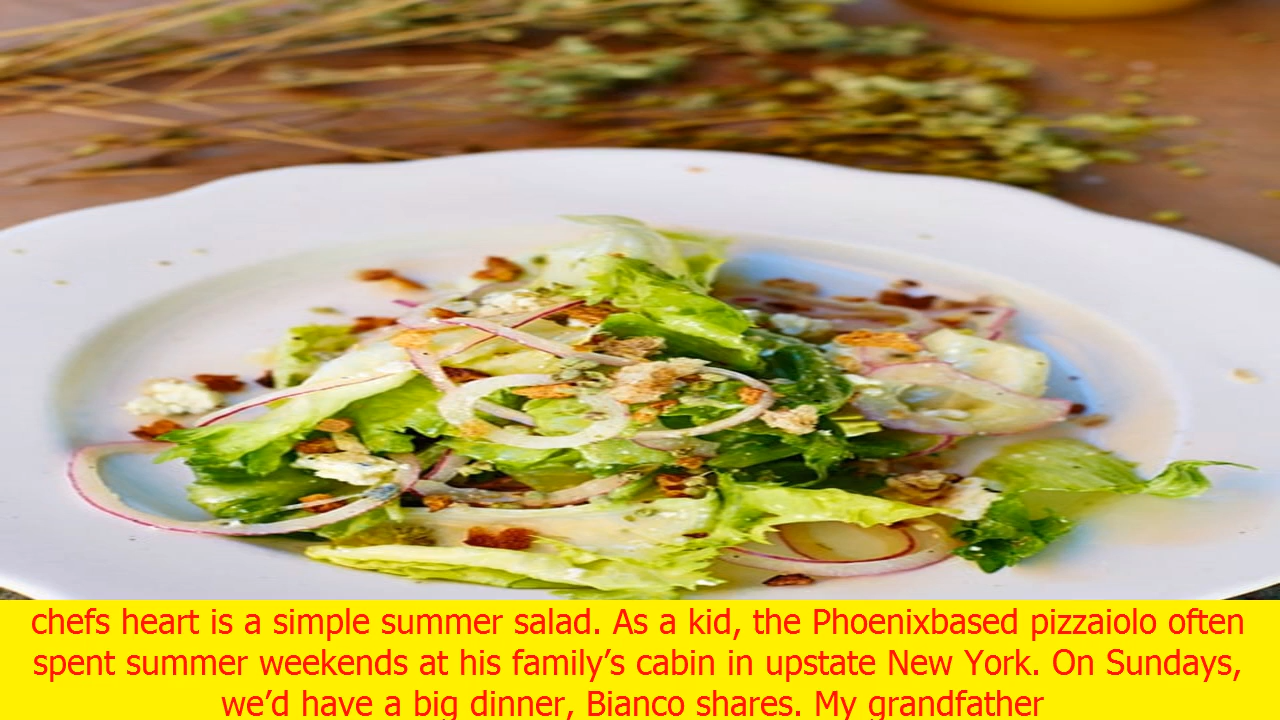 chefs heart is a simple summer salad. As a kid, the Phoenixbased pizzaiolo often
spent summer weekends at his family’s cabin in upstate New York. On Sundays,
we’d have a big dinner, Bianco shares. My grandfather